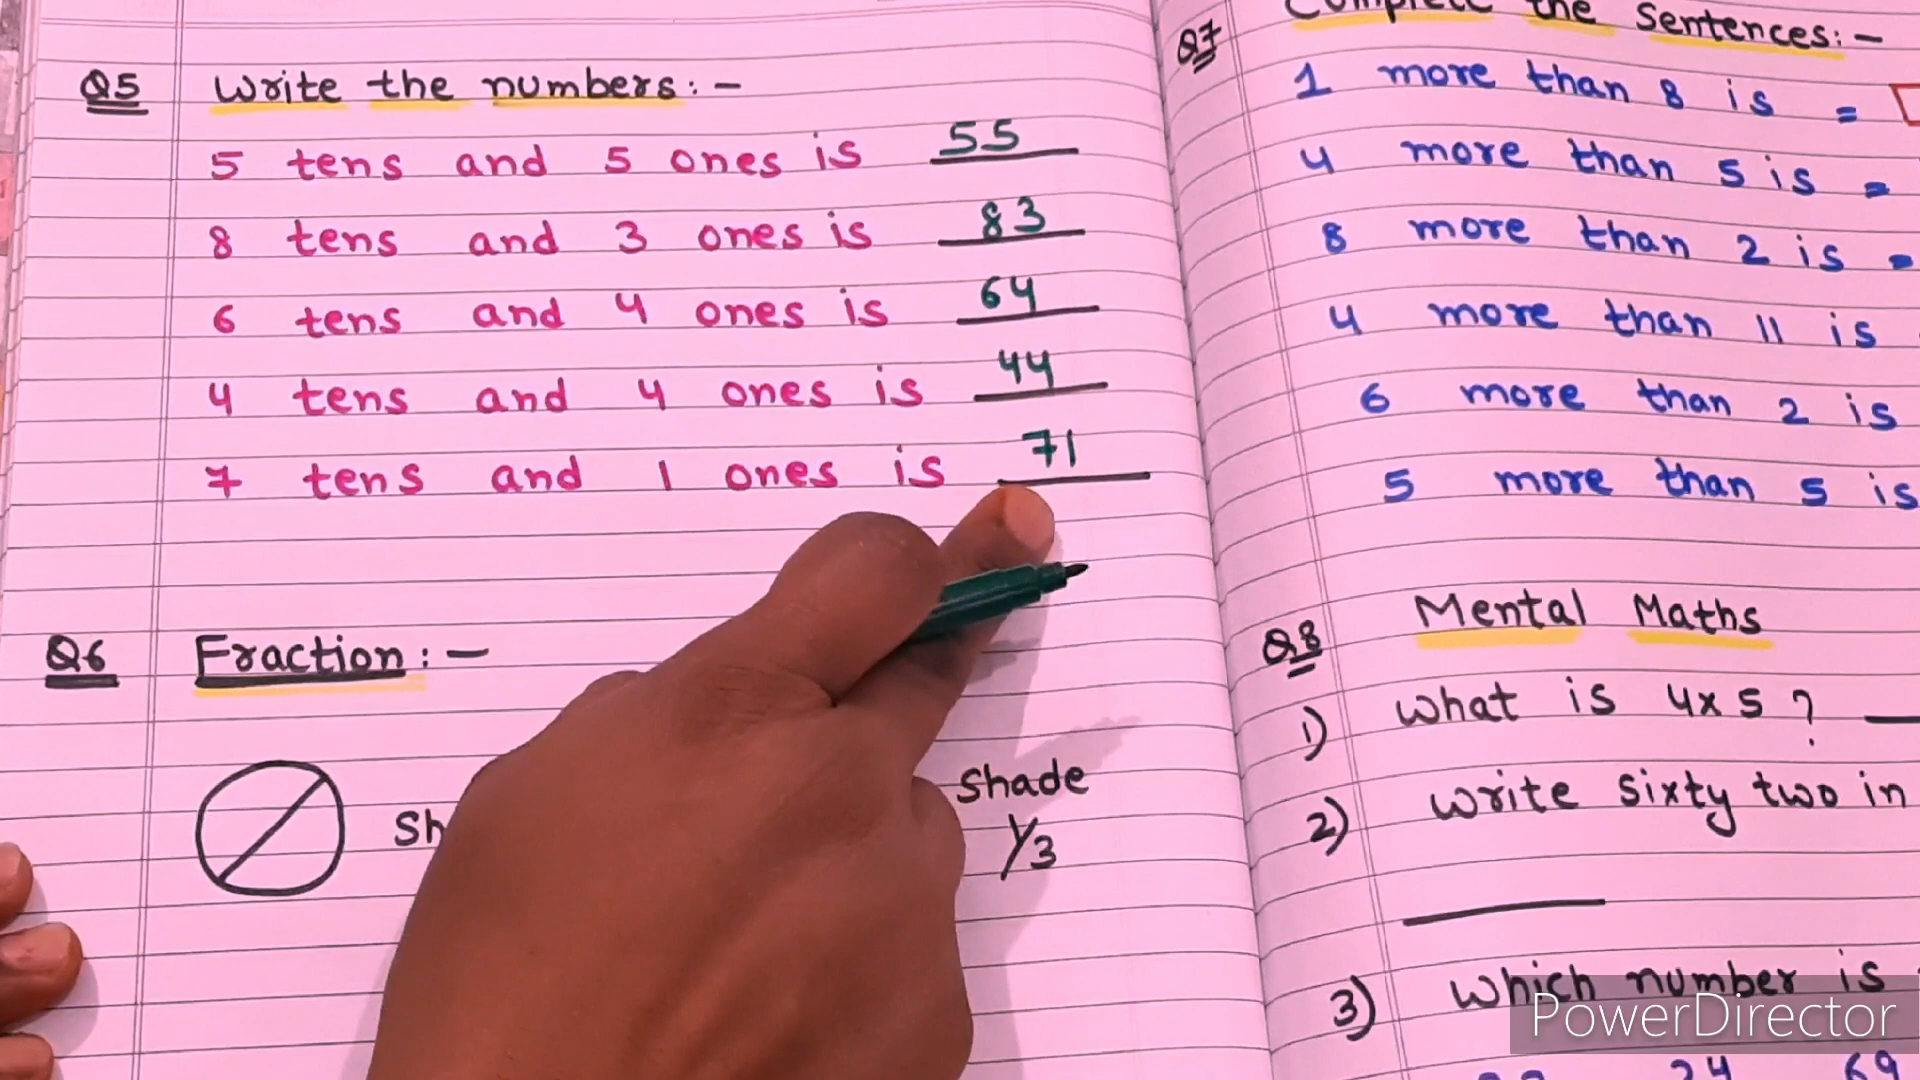 Q5 Write the numbers:-
5 tens and 5 ones is 55
8 tens and 3 ones is 83
6 tens and 4 ones is 64
4 tens and 4 ones is 44
7 tens and 1 ones is 71
Q6 Fraction:-
Shade
1/3
Q7 Complete the Sentences:-
1 more than 8 is =
4 more than 5 is =
8 more than 2 is =
4 more than 11 is
6 more than 2 is
5 more than 5 is
Q8 Mental Maths
1) What is 4x5?
2) Write sixty two in
3) Which number is
24 69
PowerDirector